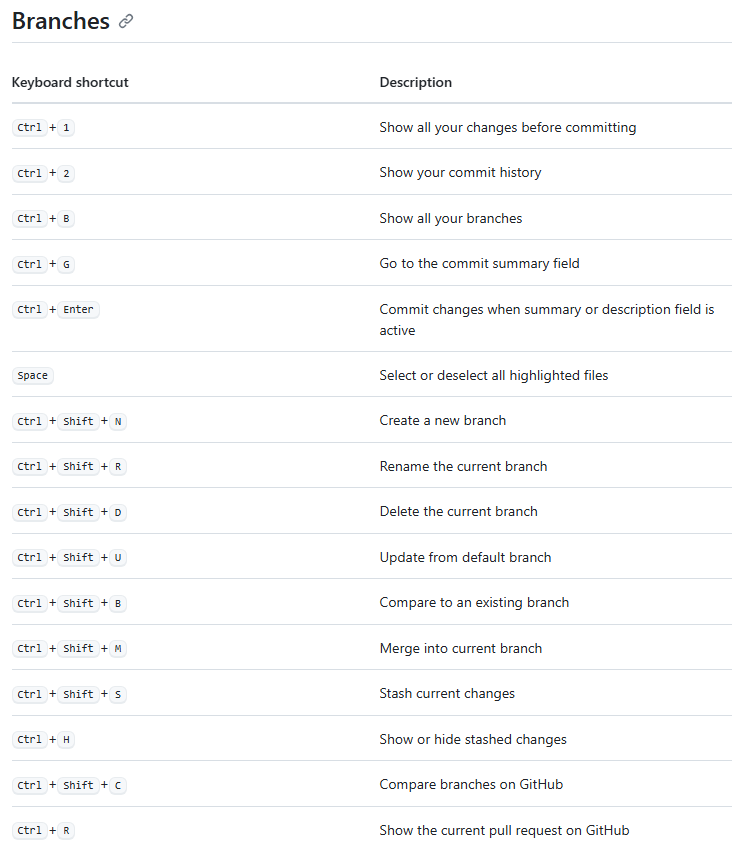 Branches
Keyboard shortcut Description
Ctrl + 1 Show all your changes before committing
Ctrl + 2 Show your commit history
Ctrl + B Show all your branches
Ctrl + G Go to the commit summary field
Ctrl + Enter Commit changes when summary or description field is
active
Space Select or deselect all highlighted files
Ctrl + Shift + N Create a new branch
Ctrl + Shift + R Rename the current branch
Ctrl + Shift + D Delete the current branch
Ctrl + Shift + U Update from default branch
Ctrl + Shift + B Compare to an existing branch
Ctrl + Shift + M Merge into current branch
Ctrl + Shift + S Stash current changes
Ctrl + H Show or hide stashed changes
Ctrl + Shift + C Compare branches on GitHub
Ctrl + R Show the current pull request on GitHub